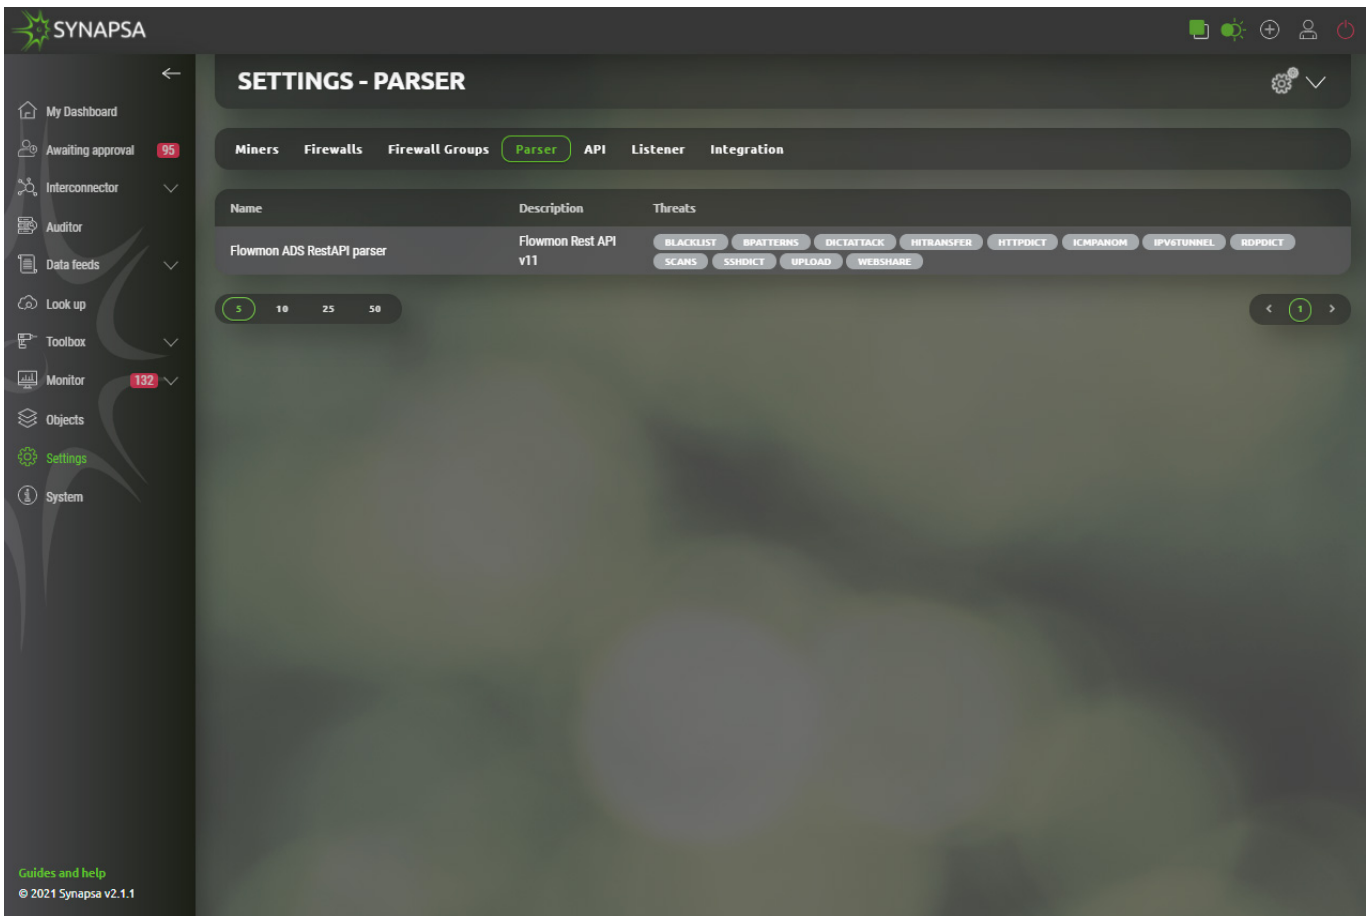 SYNAPSA
SETTINGS - PARSER
My Dashboard
Awaiting approval 95
Interconnector
Auditor
Data feeds
Look up
Toolbox
Monitor 132
Objects
Settings
System
Miners Firewalls Firewall Groups Parser API Listener Integration
Name Description Threats
Flowmon ADS RestAPI parser
Flowmon Rest API
v11
BLACKLIST BPATTERNS DICTATTACK HITRANSFER HTTPDICT ICMPANOM IPV6TUNNEL RDPDICT
SCANS SSHDICT UPLOAD WEBSHARE
5 10 25 50
< 1 >
Guides and help
© 2021 Synapsa v2.1.1